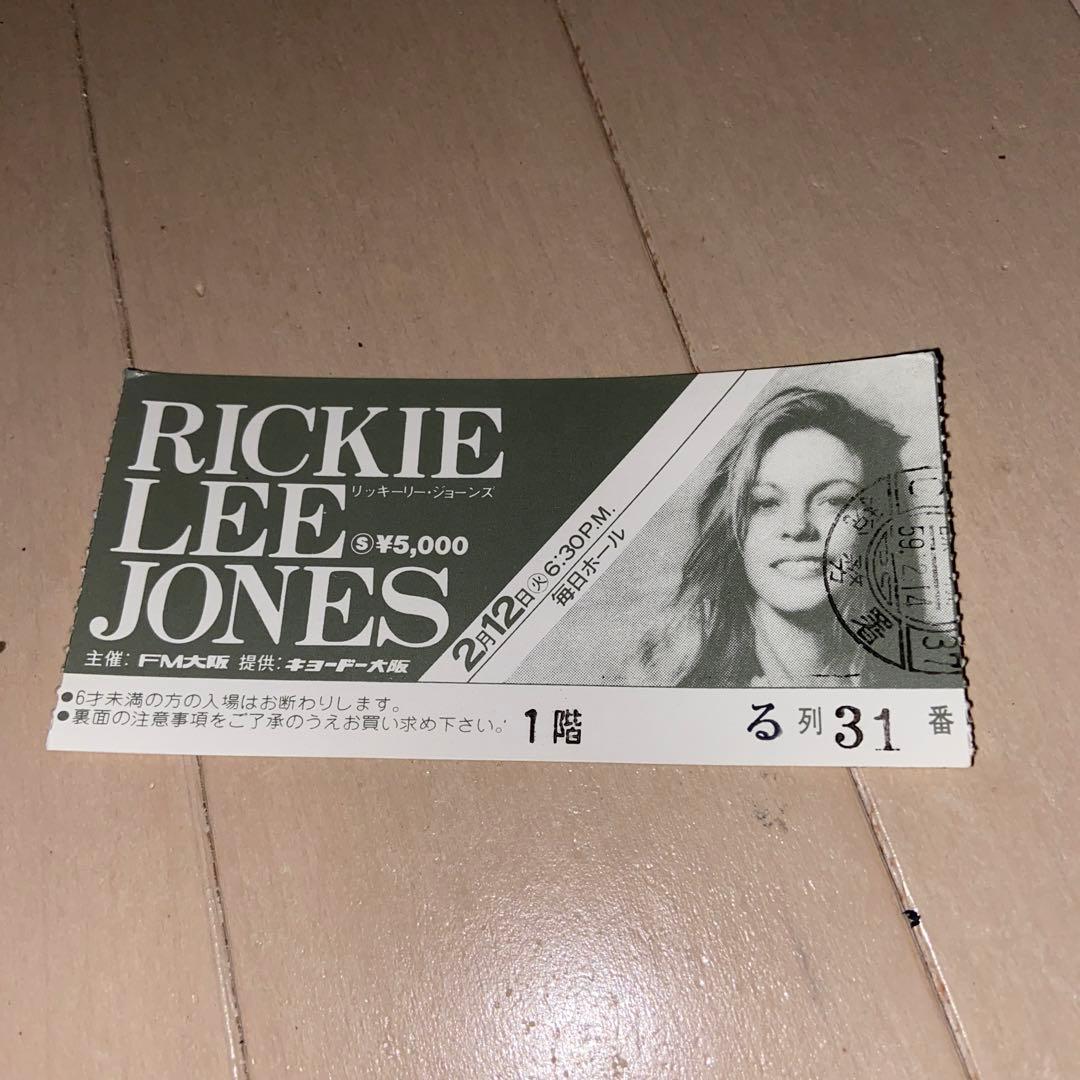 RICKIE
LEE
リッキーリー・ジョーンズ
Ⓢ¥5,000
JONES
主催: FM大阪 提供: キョードー大阪
2月12日㊋6:30P.M.
毎日ホール
●6才未満の方の入場はお断わりします。
●裏面の注意事項をご了承のうえお買い求め下さい。
1階 る列31番